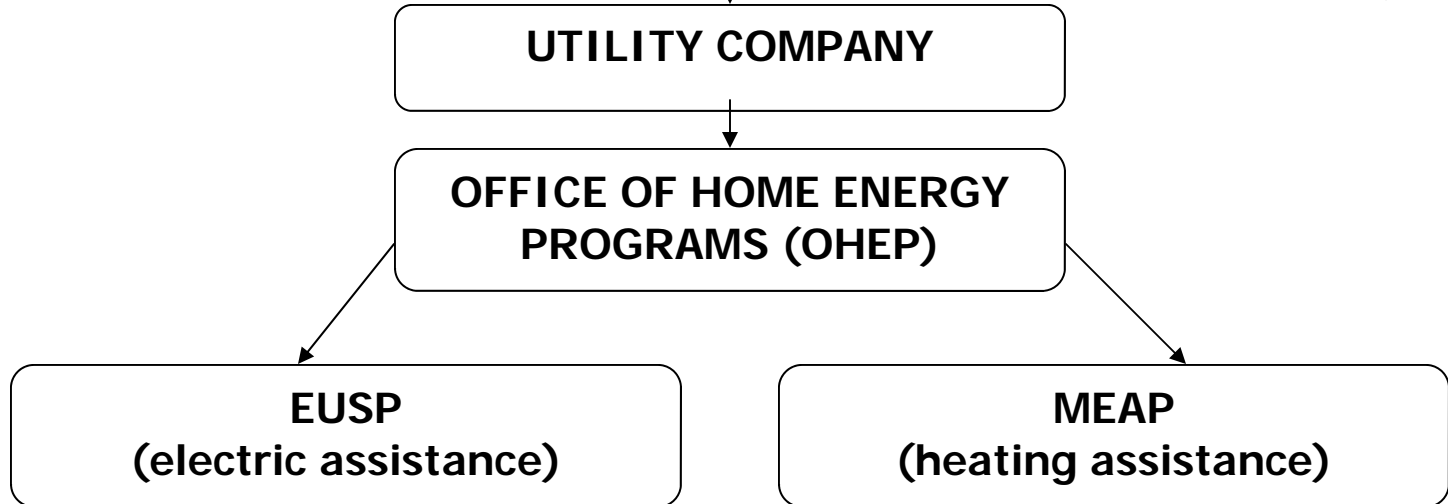 UTILITY COMPANY
OFFICE OF HOME ENERGY
PROGRAMS (OHEP)
EUSP
(electric assistance)
MEAP
(heating assistance)